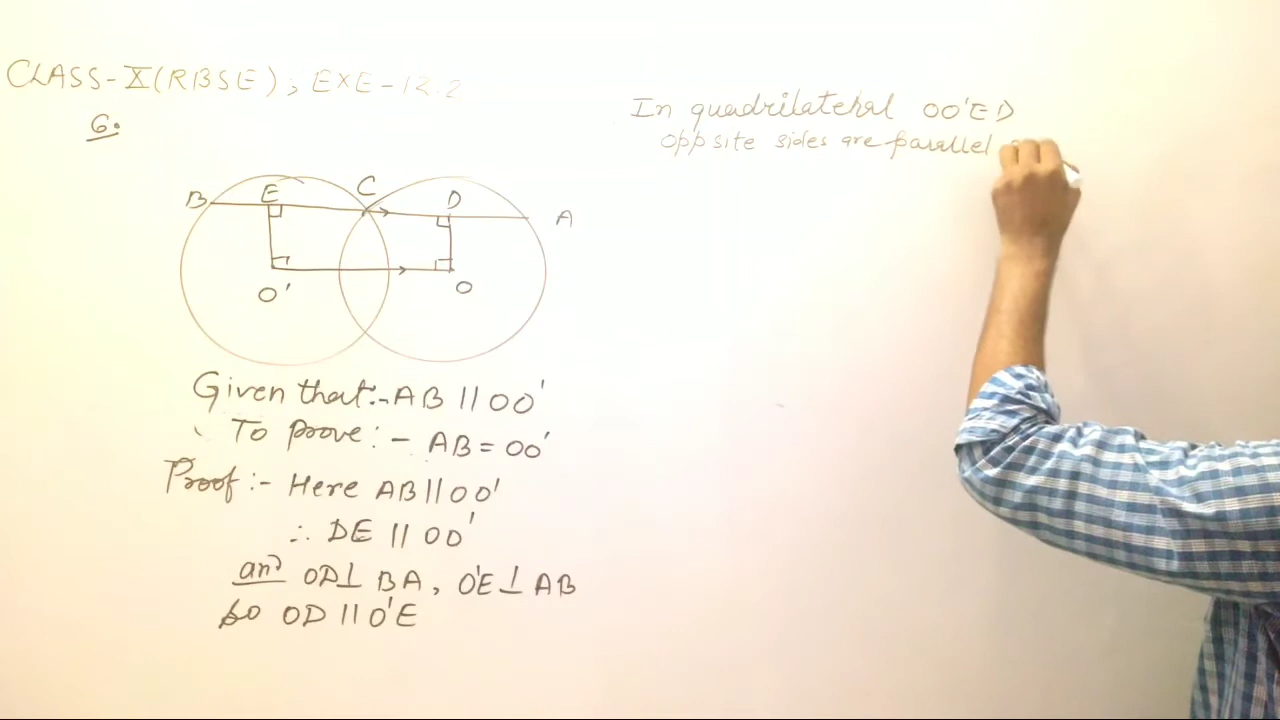 CLASS-X(RBSE), EXE-12.2
6.
B E C D A
O' O
Given that:-AB || OO'
To prove:- AB = OO'
Proof:- Here AB || OO'
∴ DE || OO'
and OD⊥ BA, O'E⊥ AB
so OD || O'E
In quadrilateral OO'ED
oppsite sides are parallel